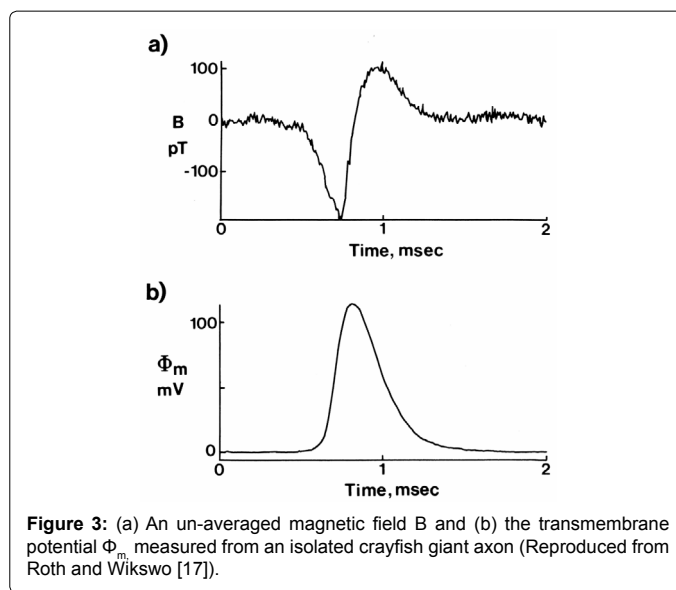 a)
100
B
0
pT
-100
0
1
2
Time, msec
b)
100
Φm
mV
0
0
1
2
Time, msec
Figure 3: (a) An un-averaged magnetic field B and (b) the transmembrane
potential Φm, measured from an isolated crayfish giant axon (Reproduced from
Roth and Wikswo [17]).